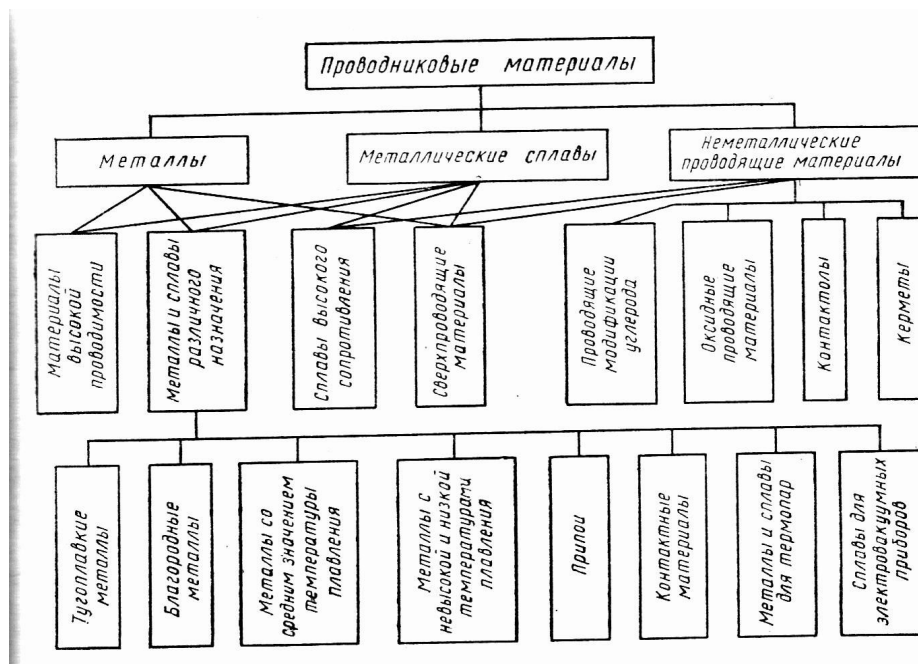 Проводниковые материалы
Металлы
Металлические сплавы
Неметаллические
проводящие материалы
Материалы
высокой
проводимости
Металлы и сплавы
различного
назначения
Сплавы высокого
сопротивления
Сверхпроводящие
материалы
Проводящие
модификации
углерода
Оксидные
проводящие
материалы
Контактолы
Керметы
Тугоплавкие
металлы
Благородные
металлы
Металлы со
средним значением
температуры
плавления
Металлы с
невысокой и низкой
температурами
плавления
Припои
Контактные
материалы
Металлы и сплавы
для термопар
Сплавы для
электровакуумных
приборов